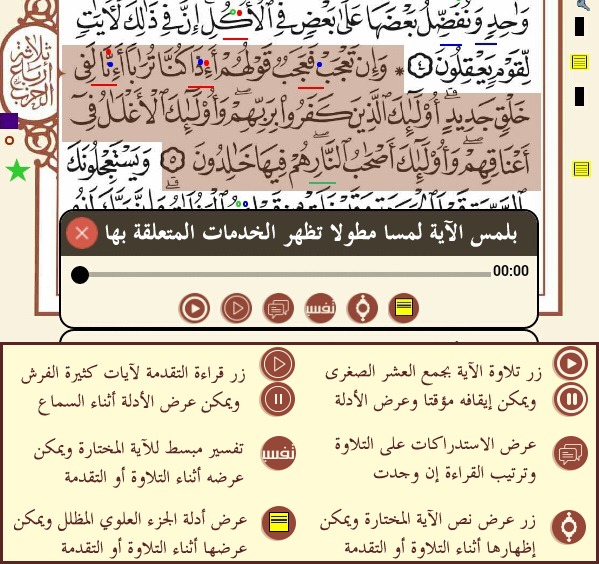 وَٰحِدٖ وَنُفَضِّلُ بَعۡضَهَا عَلَىٰ بَعۡضٖ فِي ٱلۡأُكُلِۚ إِنَّ فِي ذَٰلِكَ لَأٓيَٰتٖ
لِّقَوۡمٖ يَعۡقِلُونَ ٤ ۞ وَإِن تَعۡجَبۡ فَعَجَبٞ قَوۡلُهُمۡ أَءِذَا كُنَّا تُرَٰبًا أَءِنَّا لَفِي
خَلۡقٖ جَدِيدٍۗ أُوْلَٰٓئِكَ ٱلَّذِينَ كَفَرُواْ بِرَبِّهِمۡۖ وَأُوْلَٰٓئِكَ ٱلۡأَغۡلَٰلُ فِيٓ
أَعۡنَاقِهِمۡۖ وَأُوْلَٰٓئِكَ أَصۡحَٰبُ ٱلنَّارِۖ هُمۡ فِيهَا خَٰلِدُونَ ٥ وَيَسۡتَعۡجِلُونَكَ
ثلاثة أرباع الحزب
بلمس الآية لمسا مطولا تظهر الخدمات المتعلقة بها
00:00
تفسير
زر تلاوة الآية بجمع العشر الصغرى
ويمكن إيقافه مؤقتا وعرض الأدلة
زر قراءة التقدمة لآيات كثيرة الفرش
ويمكن عرض الأدلة أثناء السماع
عرض الاستدراكات على التلاوة
وترتيب القراءة إن وجدت
تفسير
تفسير مبسط للآية المختارة ويمكن
عرضه أثناء التلاوة أو التقدمة
زر عرض نص الآية المختارة ويمكن
إظهارها أثناء التلاوة أو التقدمة
عرض أدلة الجزء العلوي المظلل ويمكن
عرضها أثناء التلاوة أو التقدمة